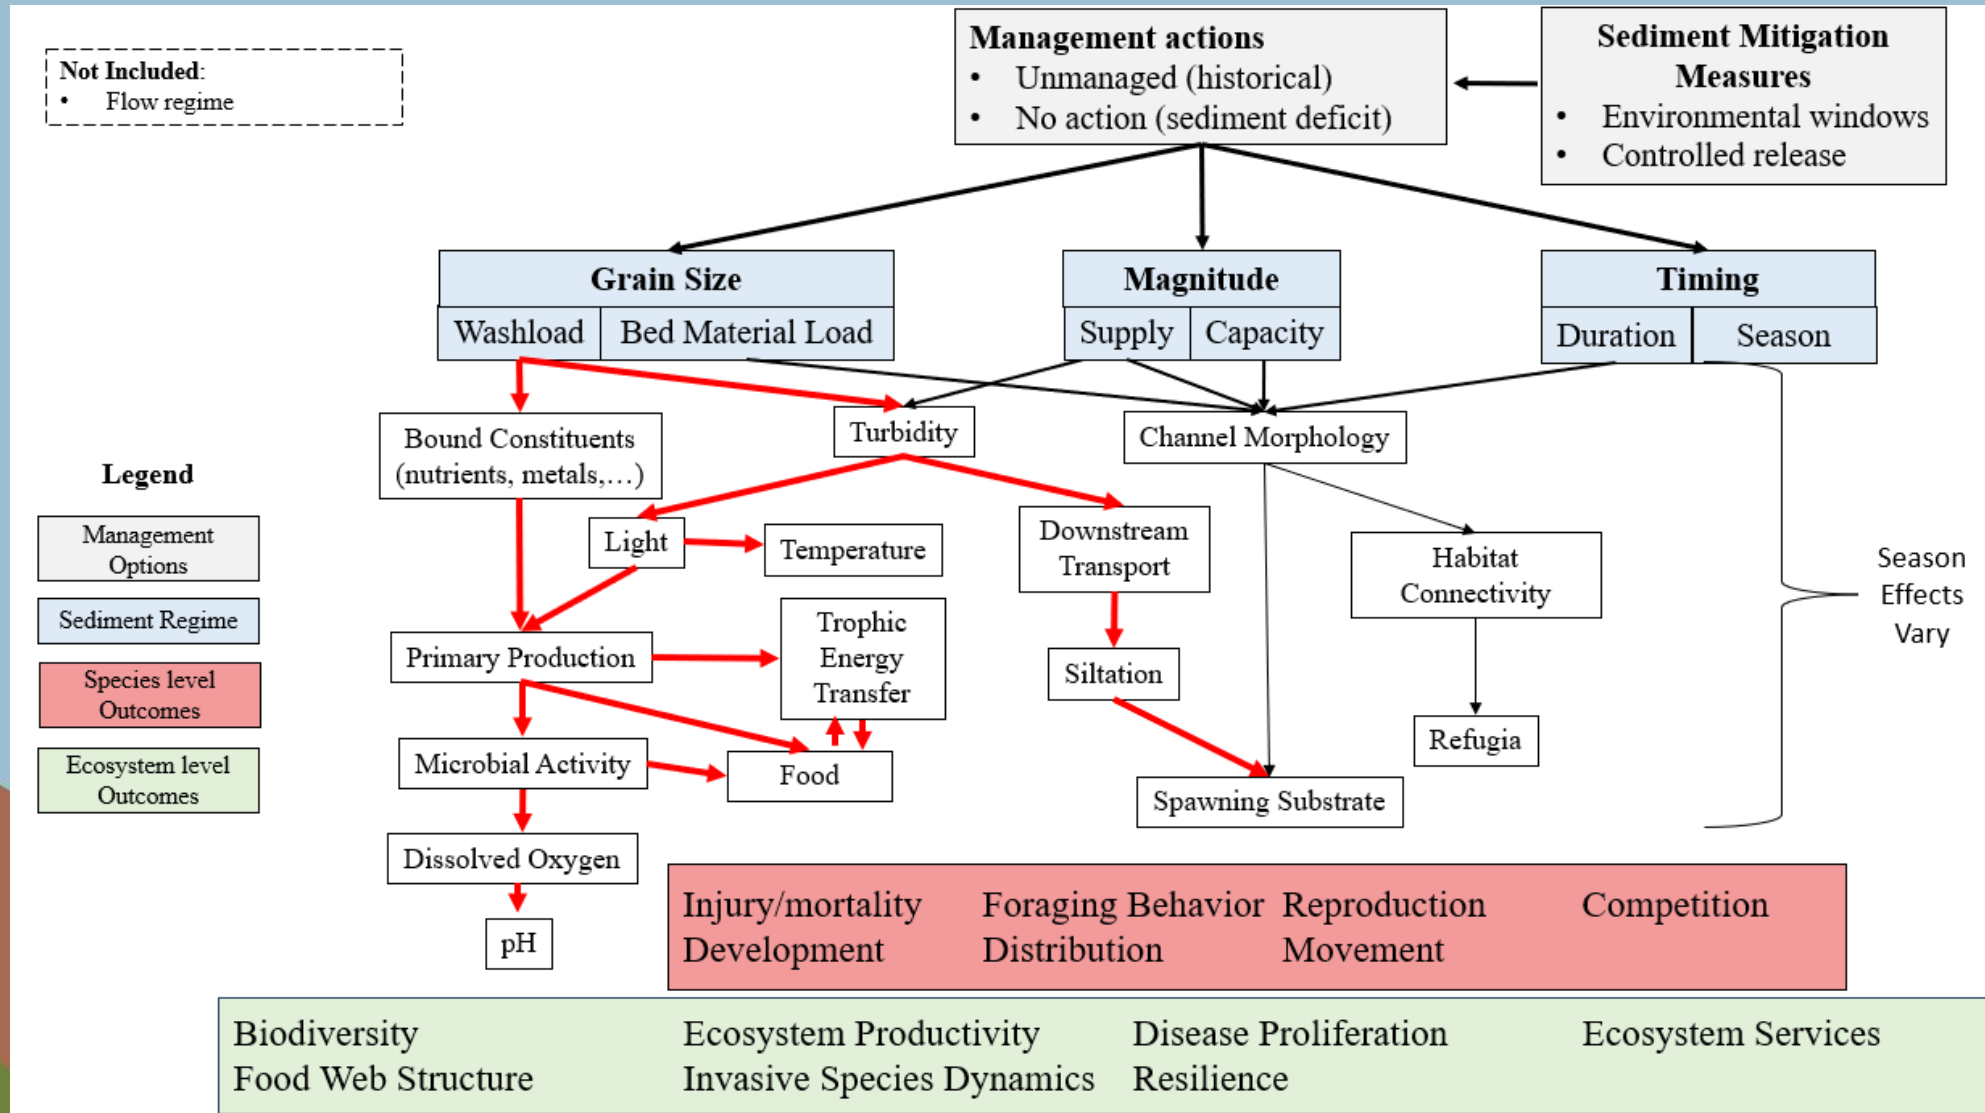 Not Included:
• Flow regime
Management actions
• Unmanaged (historical)
• No action (sediment deficit)
Sediment Mitigation
Measures
• Environmental windows
• Controlled release
Grain Size
Washload
Bed Material Load
Magnitude
Supply
Capacity
Timing
Duration
Season
Bound Constituents
(nutrients, metals,…)
Turbidity
Channel Morphology
Light
Temperature
Downstream
Transport
Habitat
Connectivity
Season
Effects
Vary
Primary Production
Trophic
Energy
Transfer
Siltation
Refugia
Microbial Activity
Food
Spawning Substrate
Dissolved Oxygen
pH
Legend
Management
Options
Sediment Regime
Species level
Outcomes
Ecosystem level
Outcomes
Injury/mortality Foraging Behavior Reproduction Competition
Development Distribution Movement
Biodiversity Ecosystem Productivity Disease Proliferation Ecosystem Services
Food Web Structure Invasive Species Dynamics Resilience